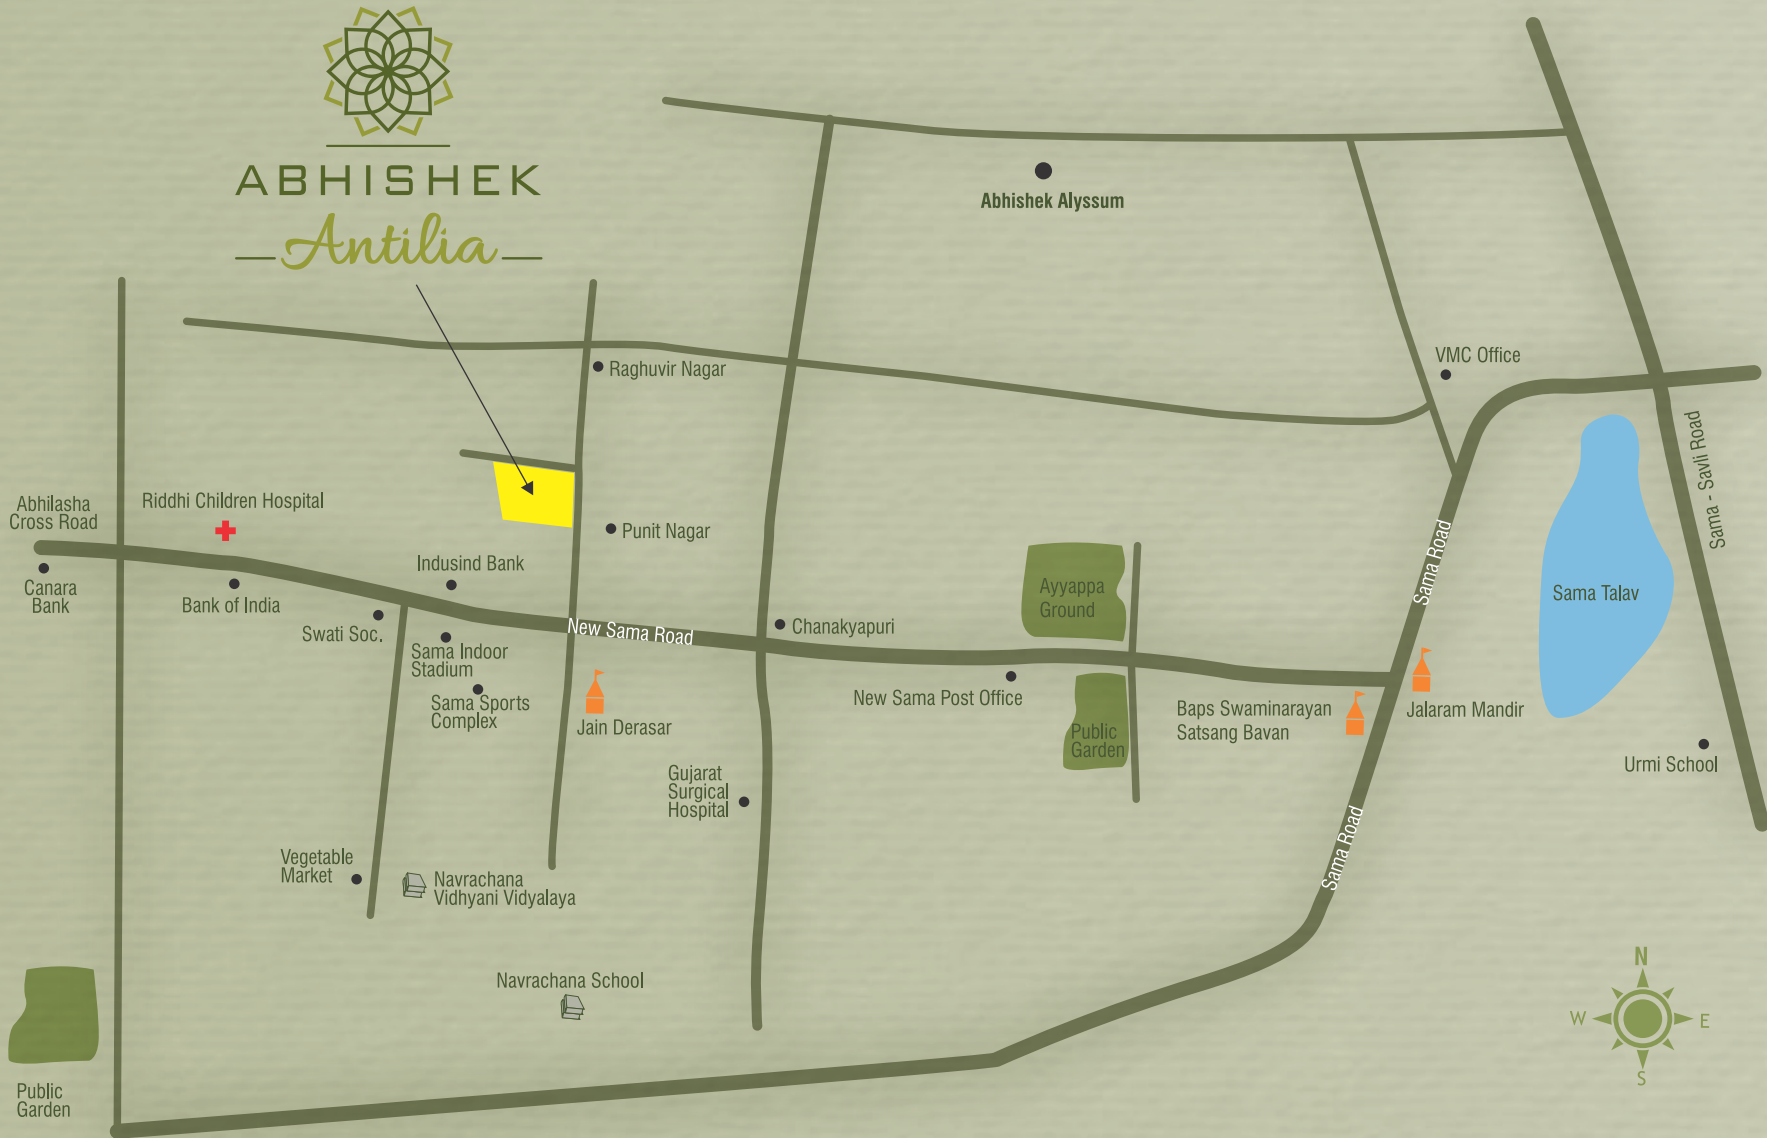 ABHISHEK
Antilia
Abhishek Alyssum
VMC Office
Raghuvir Nagar
Sama - Savli Road
Abhilasha
Cross Road
Riddhi Children Hospital
Punit Nagar
Sama Road
Indusind Bank
Ayyappa
Ground
Sama Talav
Canara
Bank
Bank of India
Swati Soc.
New Sama Road
Chanakyapuri
Sama Indoor
Stadium
Sama Sports
Complex
Jain Derasar
New Sama Post Office
Public
Garden
Baps Swaminarayan
Satsang Bavan
Jalaram Mandir
Urmi School
Gujarat
Surgical
Hospital
Sama Road
Vegetable
Market
Navrachana
Vidhyani Vidyalaya
Navrachana School
Public
Garden
N
W
E
S